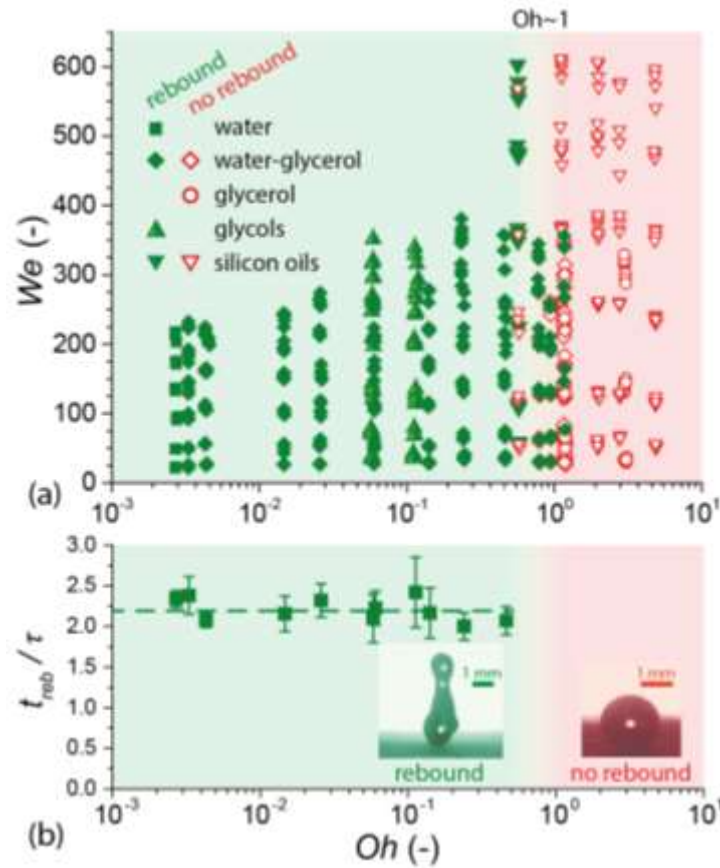 Oh~1
600
500
400
300
200
100
0
We (-)
rebound
no rebound
water
water-glycerol
glycerol
glycols
silicon oils
(a)
10⁻³ 10⁻² 10⁻¹ 10⁰ 10¹
3.0
2.5
2.0
1.5
1.0
0.5
0.0
t_reb / τ
1 mm
1 mm
rebound
no rebound
10⁻³ 10⁻² 10⁻¹ 10⁰ 10¹
(b)
Oh (-)